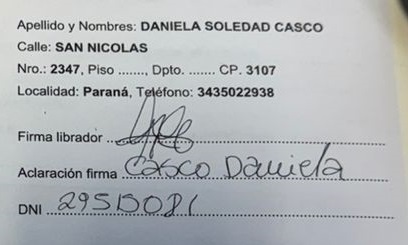 Apellido y Nombres: DANIELA SOLEDAD CASCO
Calle: SAN NICOLAS
Nro.: 2347, Piso ......., Dpto. ....... CP. 3107
Localidad: Paraná, Teléfono: 3435022938
Firma librador
Aclaración firma Casco Daniela
DNI 29515081